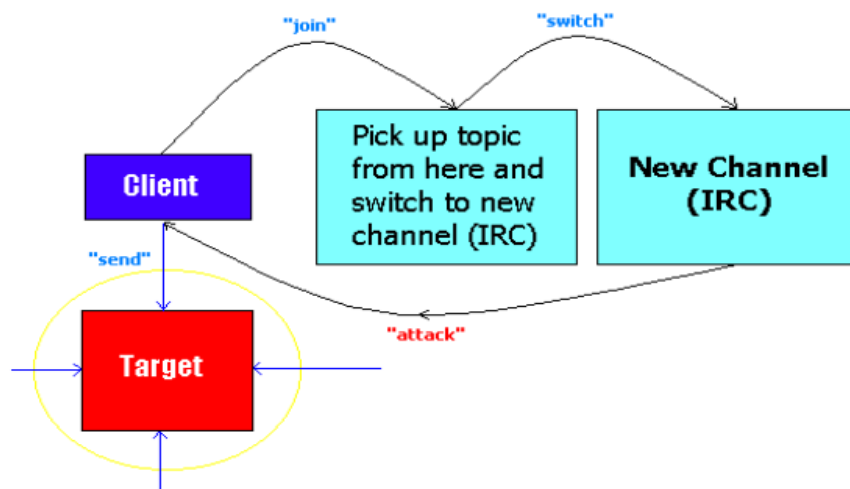 "join"
"switch"
Pick up topic
from here and
switch to new
channel (IRC)
New Channel
(IRC)
Client
"send"
"attack"
Target